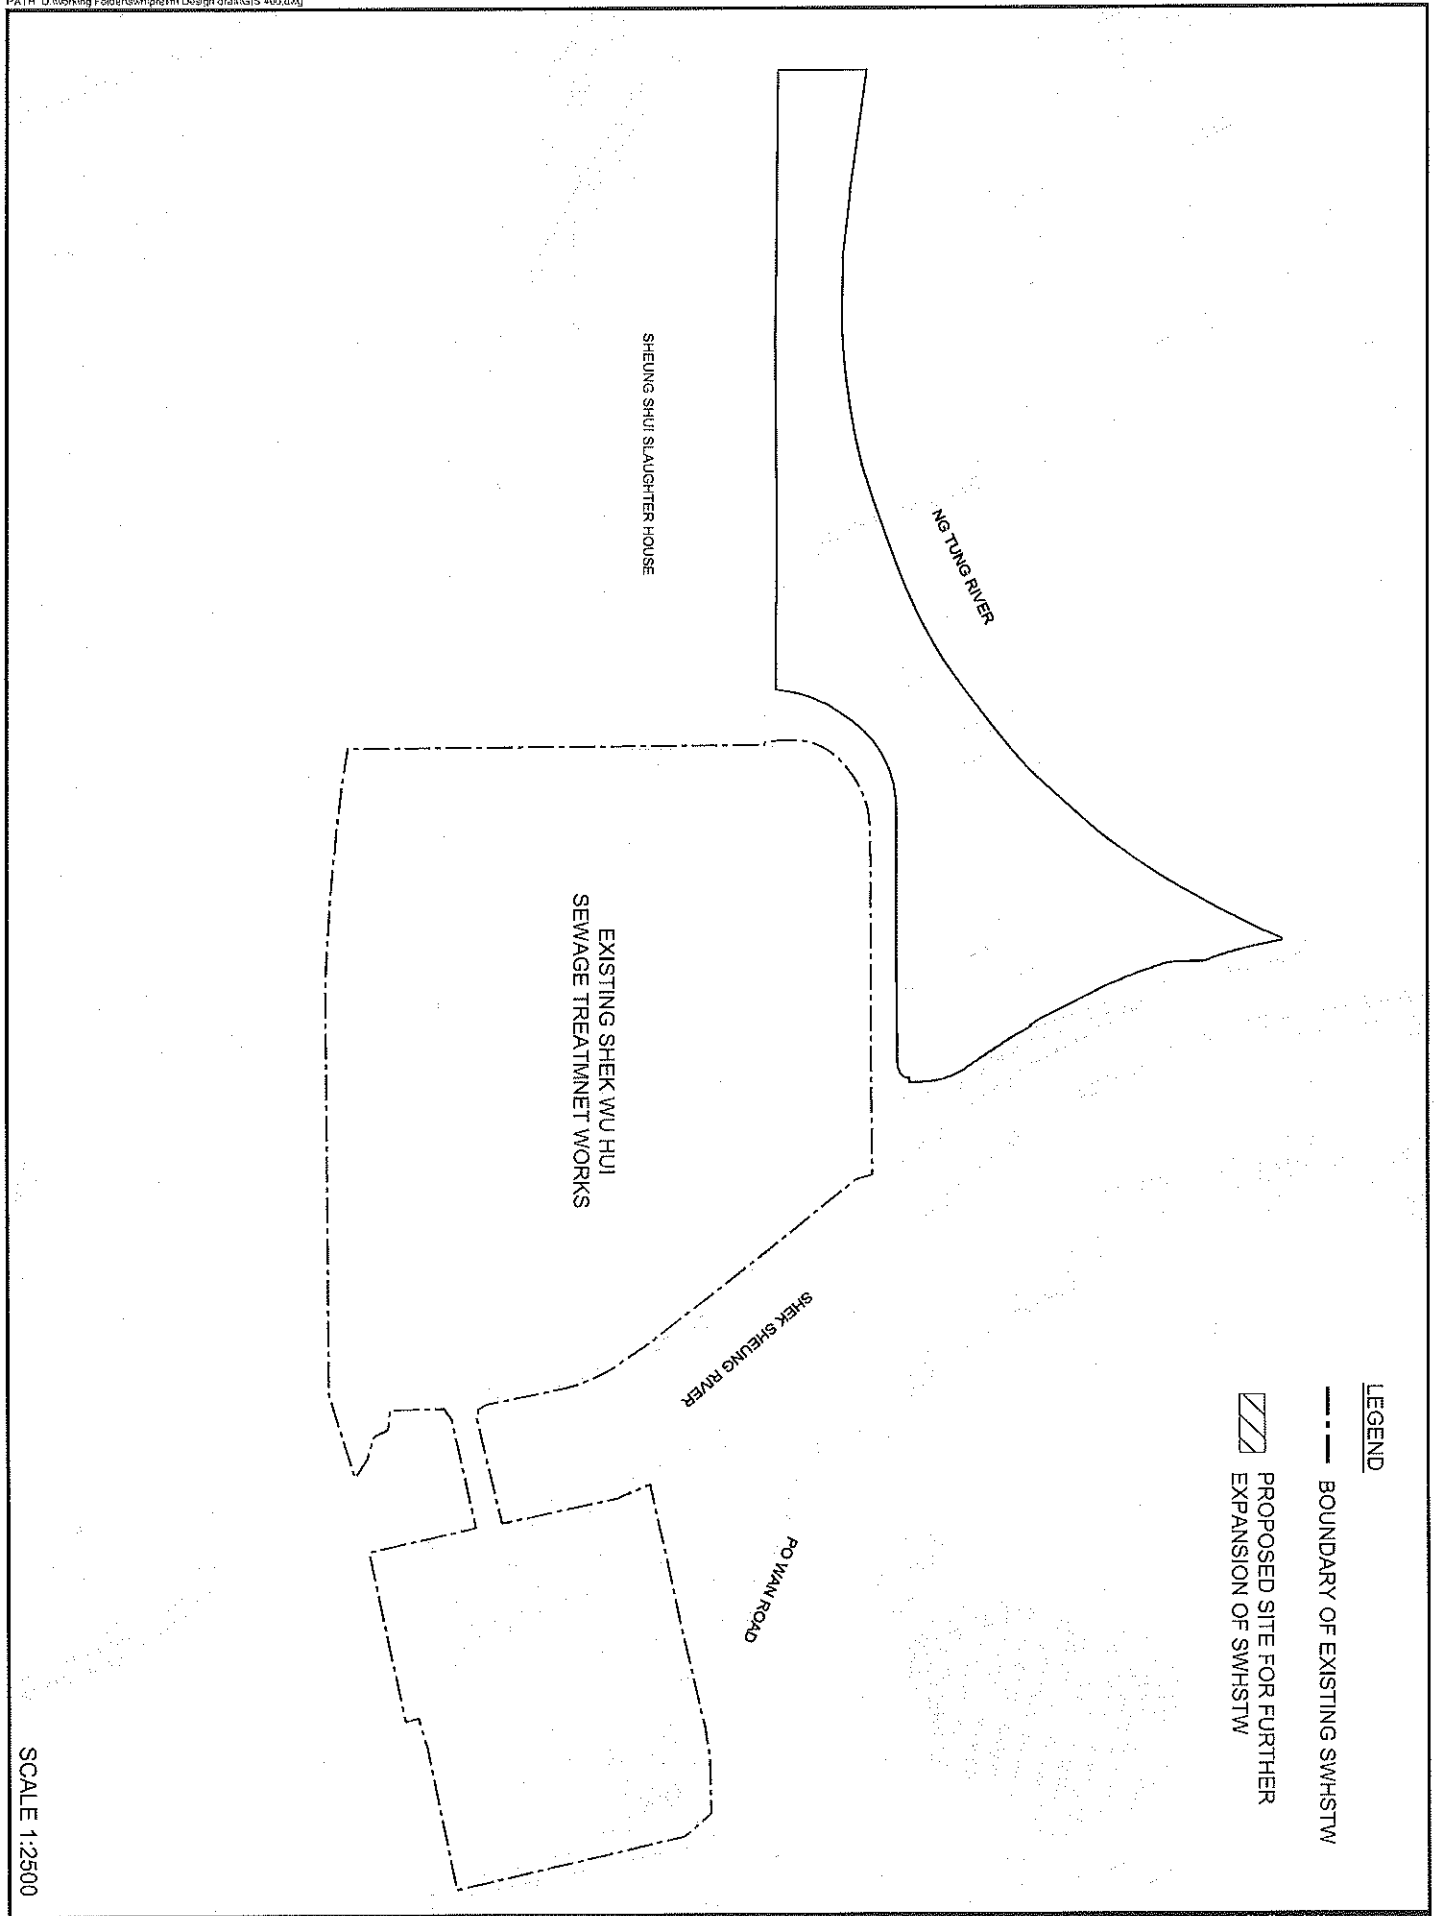 LEGEND
BOUNDARY OF EXISTING SWHSTW
PROPOSED SITE FOR FURTHER
EXPANSION OF SWHSTW
NG TUNG RIVER
SHEUNG SHUI SLAUGHTER HOUSE
EXISTING SHEK WU HUI
SEWAGE TREATMNET WORKS
SHEK SHEUNG RIVER
PO WAN ROAD
SCALE 1:2500